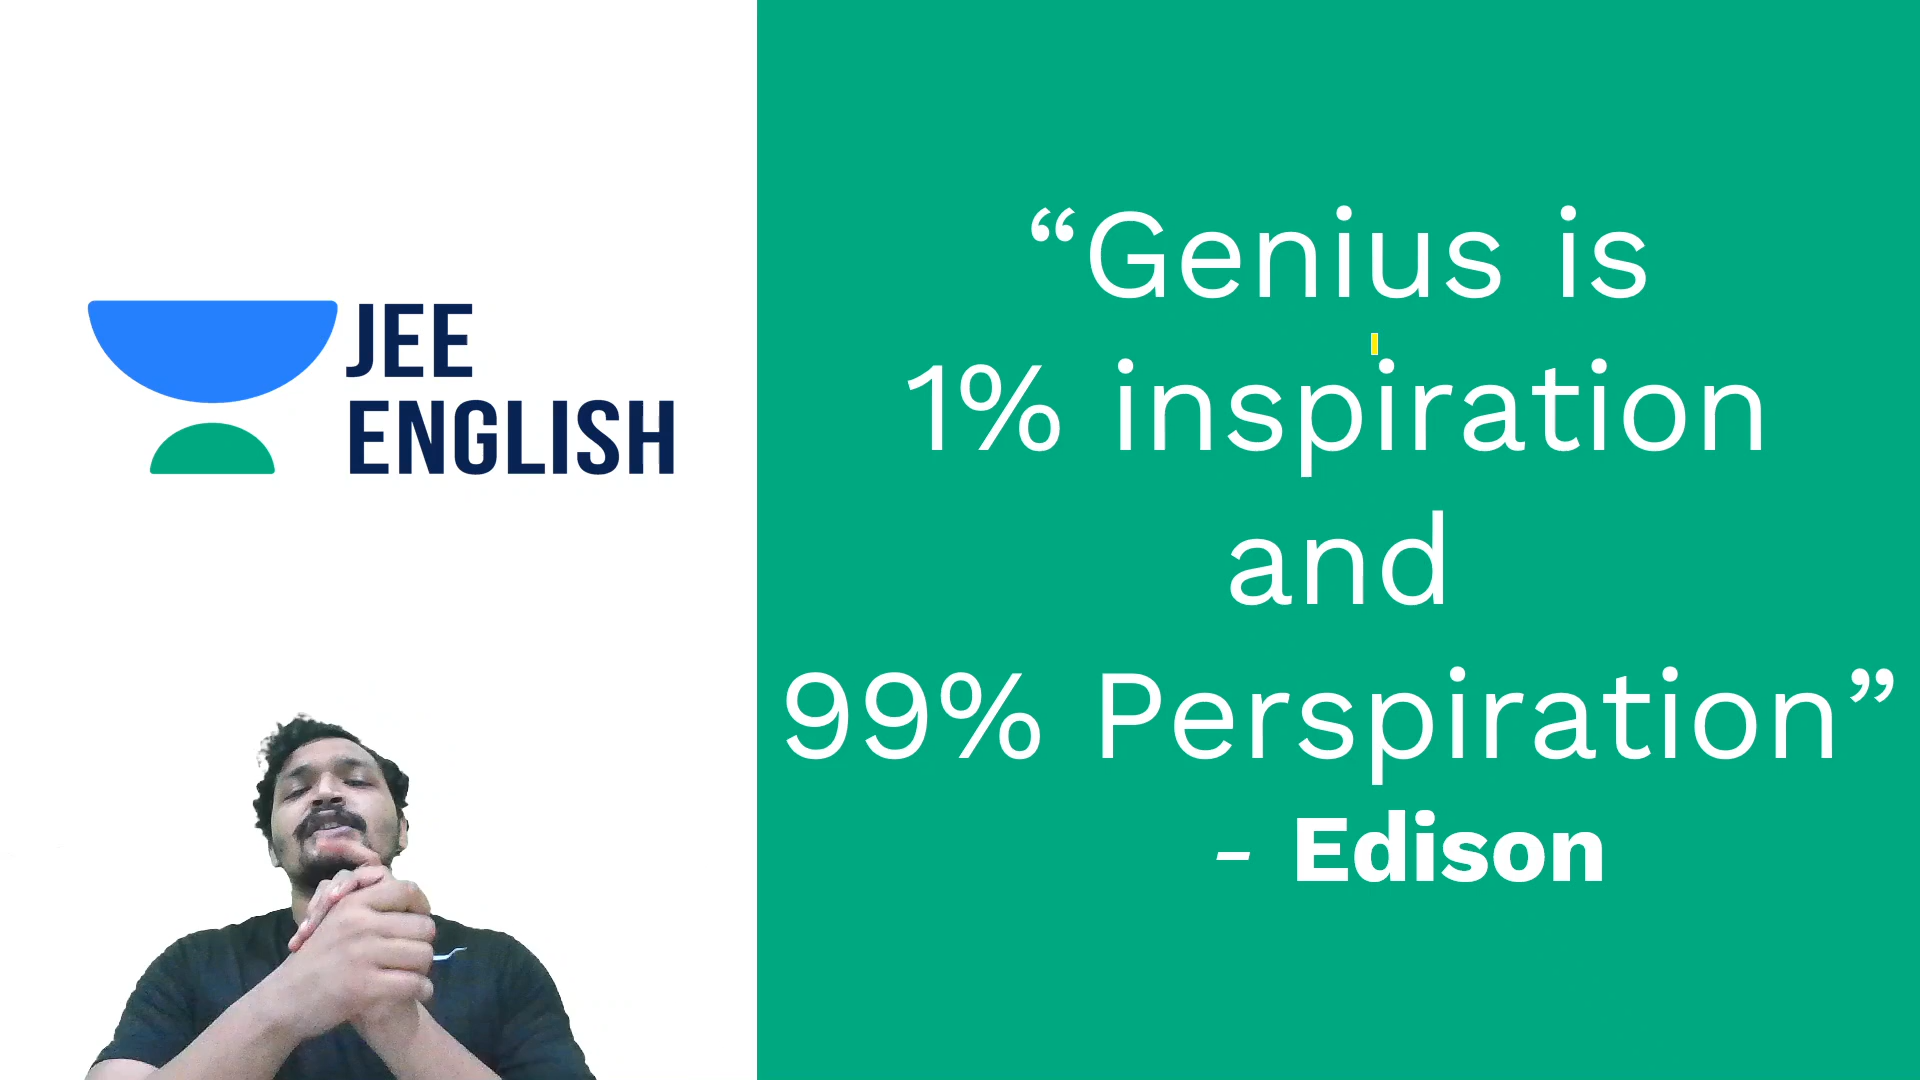 JEE
ENGLISH
“Genius is
1% inspiration
and
99% Perspiration”
- Edison